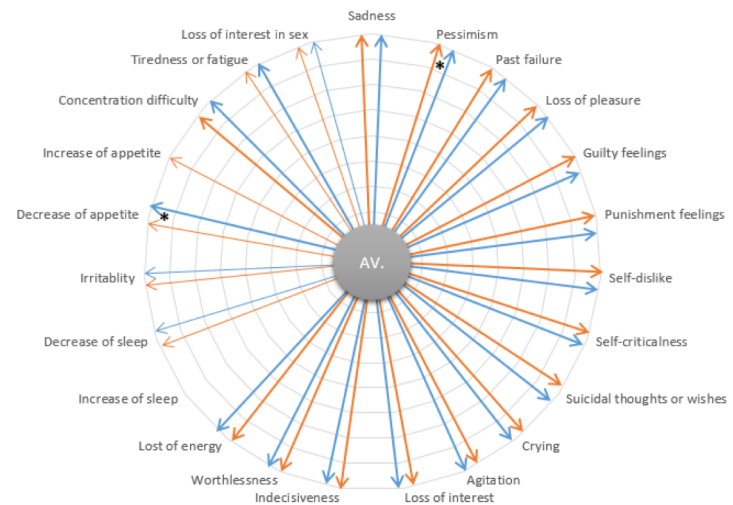 Sadness
Pessimism
*
Past failure
Loss of pleasure
Guilty feelings
Punishment feelings
Self-dislike
Self-criticalness
Suicidal thoughts or wishes
Crying
Agitation
Loss of interest
Indecisiveness
Worthlessness
Lost of energy
Increase of sleep
Decrease of sleep
Irritablity
Decrease of appetite
*
Increase of appetite
Concentration difficulty
Tiredness or fatigue
Loss of interest in sex
AV.